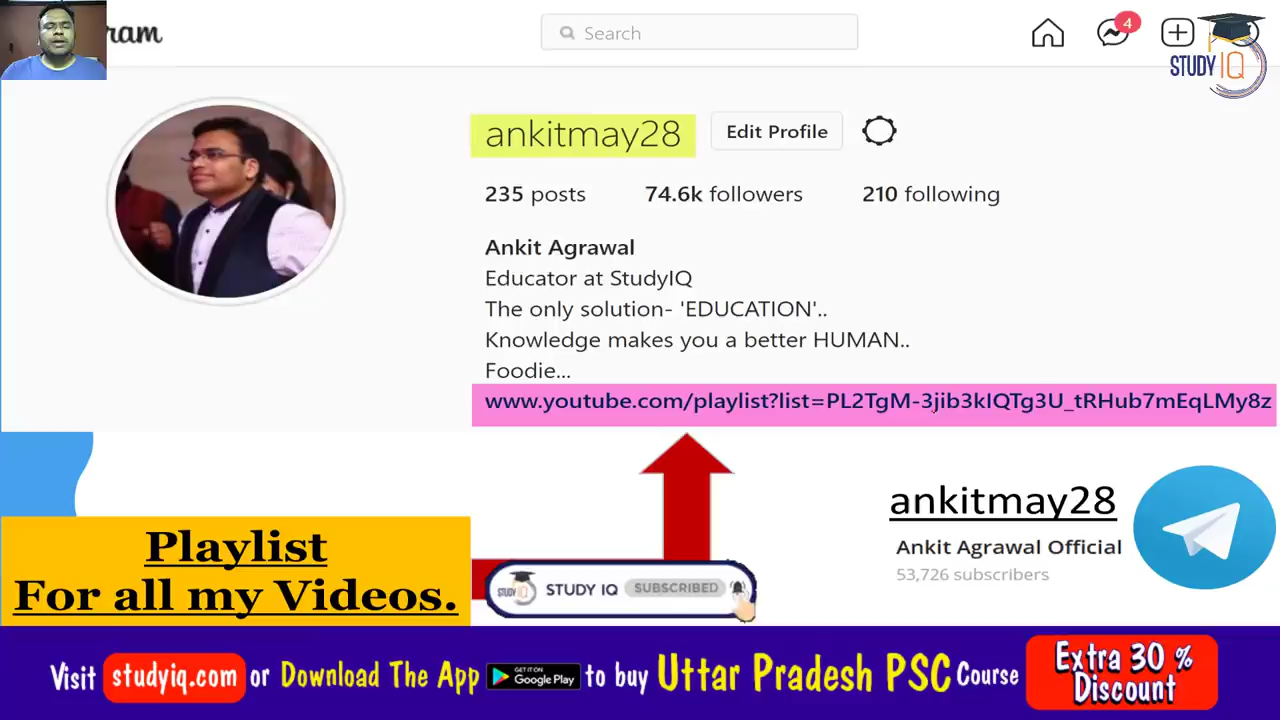 ram
Search
4
STUDY IQ
ankitmay28
Edit Profile
235 posts 74.6k followers 210 following
Ankit Agrawal
Educator at StudyIQ
The only solution- 'EDUCATION'..
Knowledge makes you a better HUMAN..
Foodie...
www.youtube.com/playlist?list=PL2TgM-3jib3kIQTg3U_tRHub7mEqLMy8z
ankitmay28
Ankit Agrawal Official
53,726 subscribers
Playlist
For all my Videos.
STUDY IQ
STUDY IQ SUBSCRIBED
Visit studyiq.com or Download The App GET IT ON Google Play to buy Uttar Pradesh PSC Course
Extra 30 %
Discount